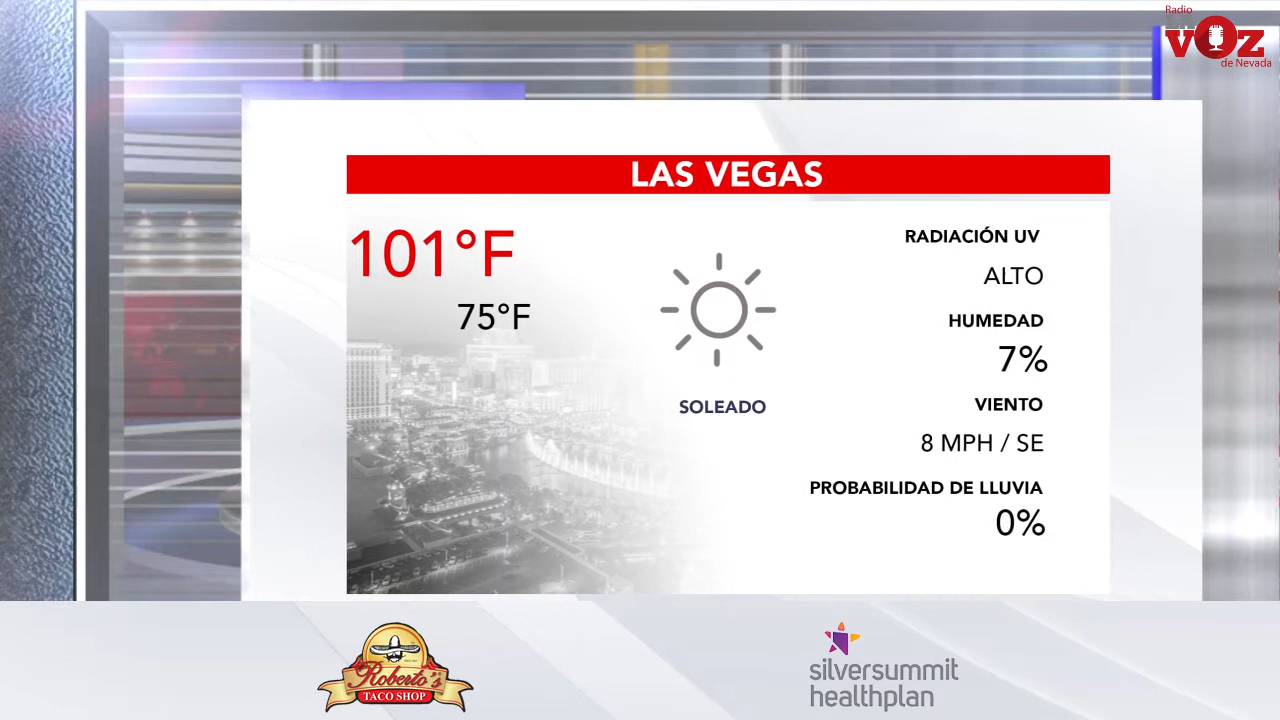 Radio
VOZ
de Nevada
LAS VEGAS
101°F
75°F
SOLEADO
RADIACIÓN UV
ALTO
HUMEDAD
7%
VIENTO
8 MPH / SE
PROBABILIDAD DE LLUVIA
0%
Roberto's
TACO SHOP
silversummit
healthplan